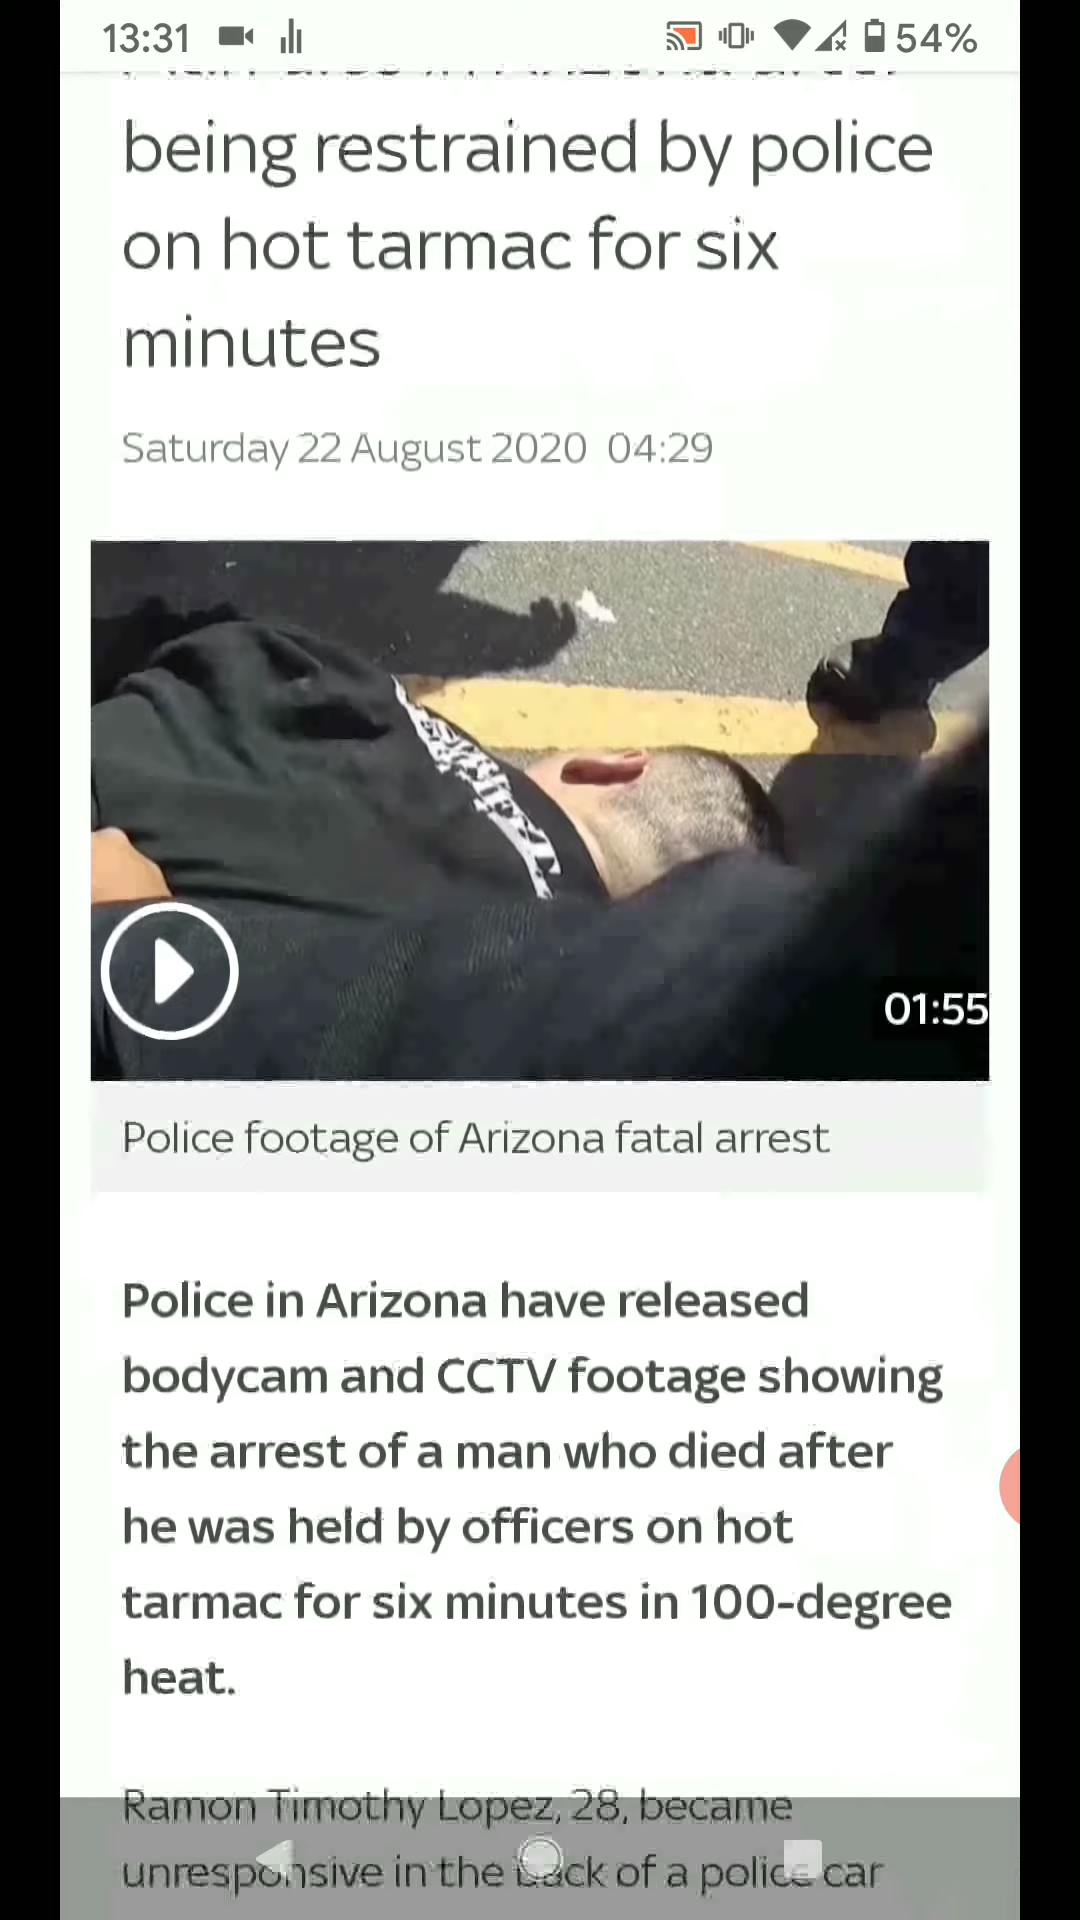 13:31 54%
being restrained by police
on hot tarmac for six
minutes
Saturday 22 August 2020 04:29
01:55
Police footage of Arizona fatal arrest
Police in Arizona have released
bodycam and CCTV footage showing
the arrest of a man who died after
he was held by officers on hot
tarmac for six minutes in 100-degree
heat.
Ramon Timothy Lopez, 28, became
unresponsive in the back of a police car